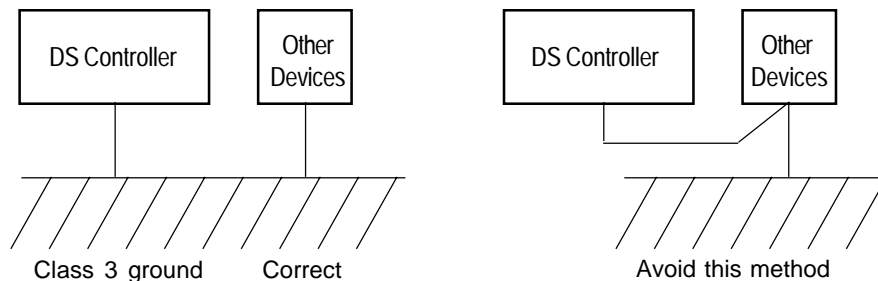 DS Controller
Other
Devices
DS Controller
Other
Devices
Class 3 ground
Correct
Avoid this method